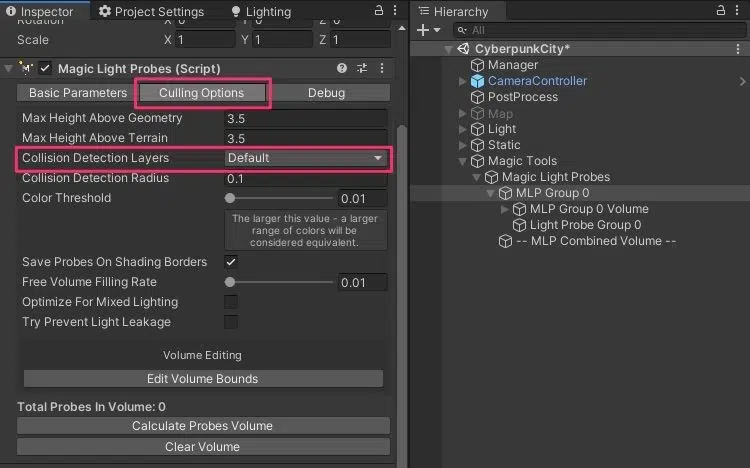 Inspector
Project Settings
Lighting
Rotation X 0 Y 0 Z 0
Scale X 1 Y 1 Z 1
Magic Light Probes (Script)
Basic Parameters Culling Options Debug
Max Height Above Geometry 3.5
Max Height Above Terrain 3.5
Collision Detection Layers Default
Collision Detection Radius 0.1
Color Threshold 0.01
The larger this value - a larger
range of colors will be
considered equivalent.
Save Probes On Shading Borders
Free Volume Filling Rate 0.01
Optimize For Mixed Lighting
Try Prevent Light Leakage
Volume Editing
Edit Volume Bounds
Total Probes In Volume: 0
Calculate Probes Volume
Clear Volume
Hierarchy
All
CyberpunkCity*
Manager
CameraController
PostProcess
Map
Light
Static
Magic Tools
Magic Light Probes
MLP Group 0
MLP Group 0 Volume
Light Probe Group 0
-- MLP Combined Volume --